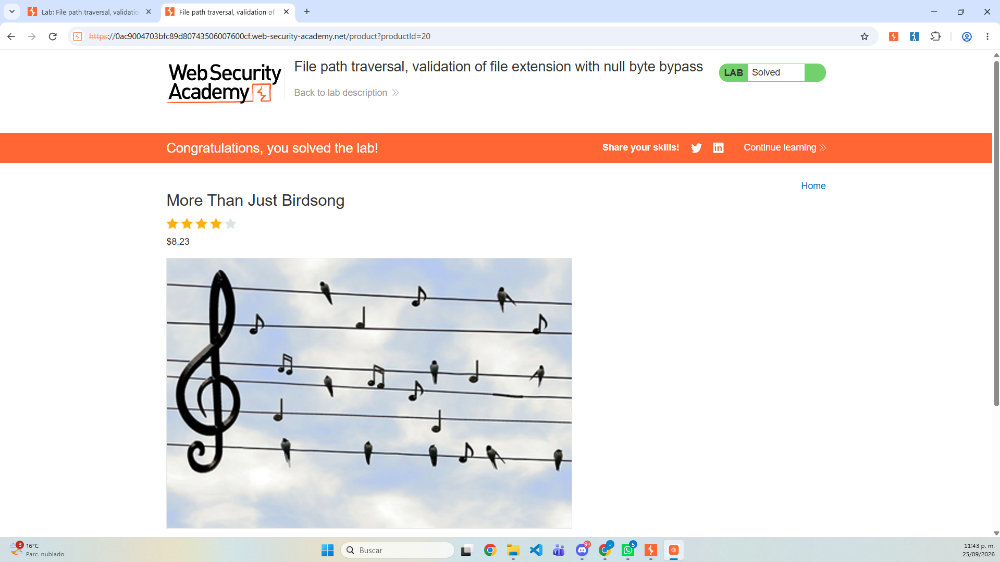 Lab: File path traversal, validatio
File path traversal, validation of
https://0ac9004703bfc89d80743506007600cf.web-security-academy.net/product?productId=20
Web Security
Academy
File path traversal, validation of file extension with null byte bypass
Back to lab description
LAB Solved
Congratulations, you solved the lab!
Share your skills!
Continue learning
Home
More Than Just Birdsong
$8.23
3
16°C
Parc. nublado
Buscar
9+
J
5
11:43 p. m.
25/09/2026